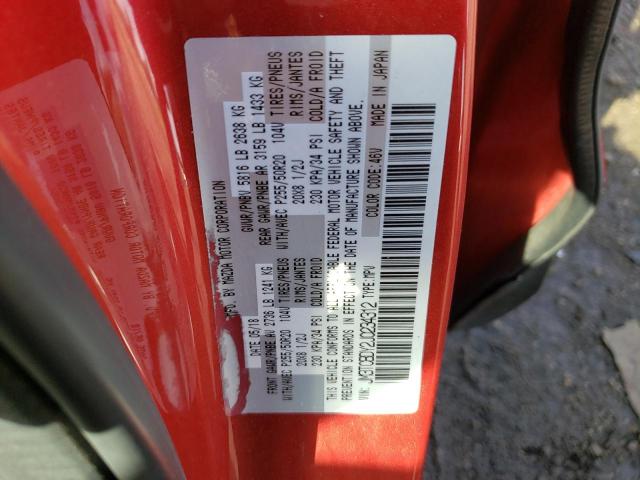 MFD. BY MAZDA MOTOR CORPORATION
DATE 05/18 GVWR/PNBV 5816 LB 2638 KG
FRONT GAWR/PNBE AV 2736 LB 1241 KG REAR GAWR/PNBE AR 3159 LB 1433 KG
WITH/AVEC P255/50R20 104V TIRES/PNEUS WITH/AVEC P255/50R20 104V TIRES/PNEUS
20X8 1/2J RIMS/JANTES 20X8 1/2J RIMS/JANTES
230 KPA/34 PSI COLD/A FROID 230 KPA/34 PSI COLD/A FROID
THIS VEHICLE CONFORMS TO ALL APPLICABLE FEDERAL MOTOR VEHICLE SAFETY AND THEFT
PREVENTION STANDARDS IN EFFECT ON THE DATE OF MANUFACTURE SHOWN ABOVE.
VIN: TYPE: MPV COLOR CODE: 46V MADE IN JAPAN